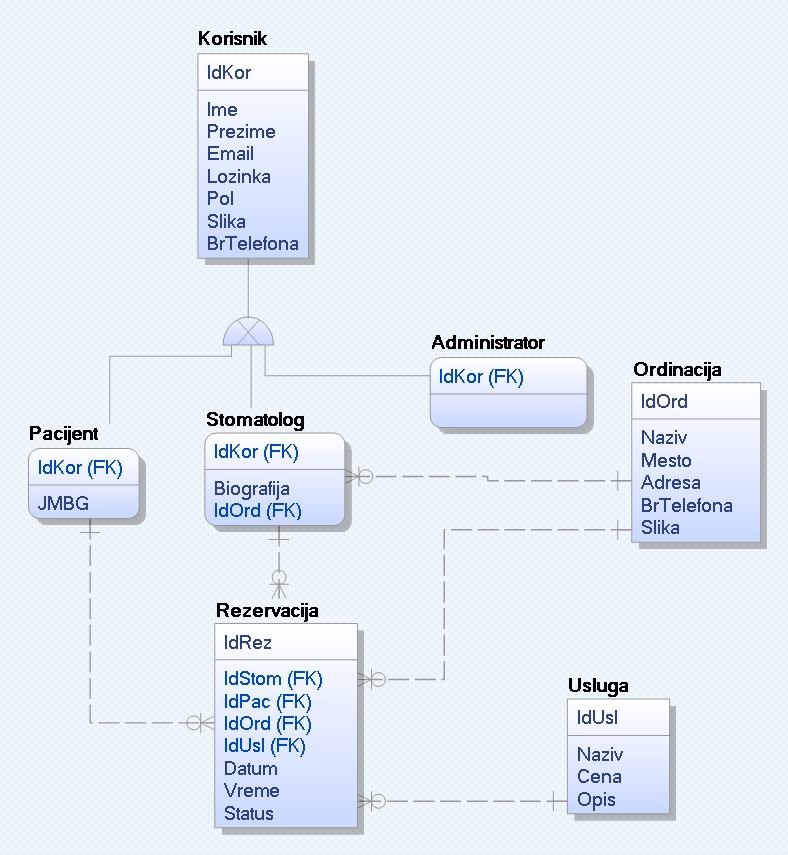 Korisnik
IdKor
Ime
Prezime
Email
Lozinka
Pol
Slika
BrTelefona
Administrator
IdKor (FK)
Ordinacija
IdOrd
Naziv
Mesto
Adresa
BrTelefona
Slika
Pacijent
IdKor (FK)
JMBG
Stomatolog
IdKor (FK)
Biografija
IdOrd (FK)
Rezervacija
IdRez
IdStom (FK)
IdPac (FK)
IdOrd (FK)
IdUsl (FK)
Datum
Vreme
Status
Usluga
IdUsl
Naziv
Cena
Opis